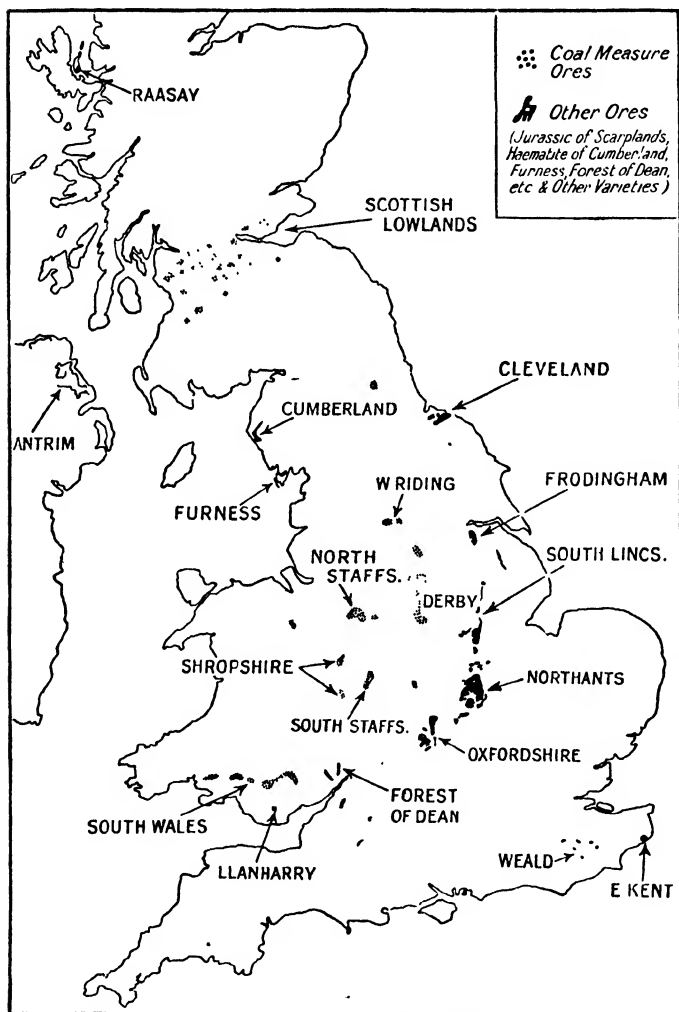 Coal Measure
Ores
Other Ores
(Jurassic of Scarplands,
Haematite of Cumberland,
Furness, Forest of Dean,
etc & Other Varieties)
RAASAY
SCOTTISH
LOWLANDS
CLEVELAND
CUMBERLAND
ANTRIM
FURNESS
W RIDING
FRODINGHAM
NORTH
STAFFS.
SOUTH LINCS.
DERBY
SHROPSHIRE
NORTHANTS
SOUTH STAFFS.
OXFORDSHIRE
FOREST
OF DEAN
SOUTH WALES
LLANHARRY
WEALD
E KENT